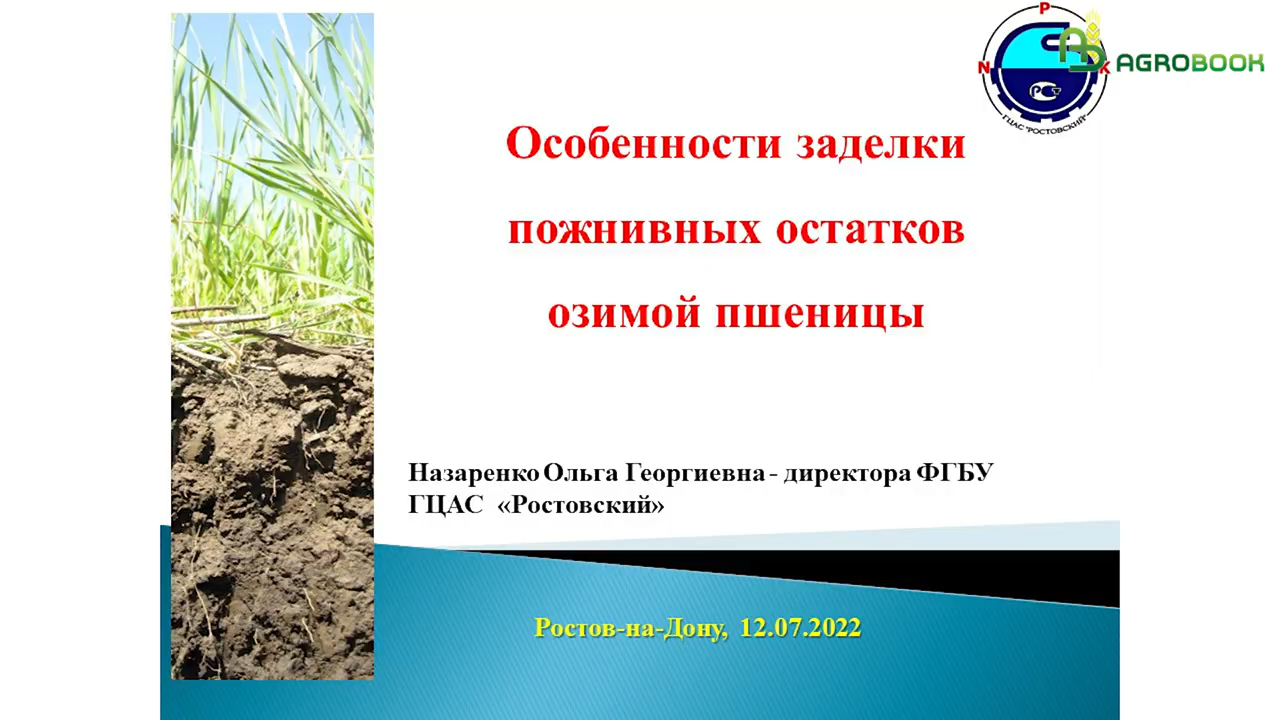 P
N
K
РСТ
ГЦАС "РОСТОВСКИЙ"
AGROBOOK
Особенности заделки
пожнивных остатков
озимой пшеницы
Назаренко Ольга Георгиевна - директора ФГБУ
ГЦАС «Ростовский»
Ростов-на-Дону, 12.07.2022